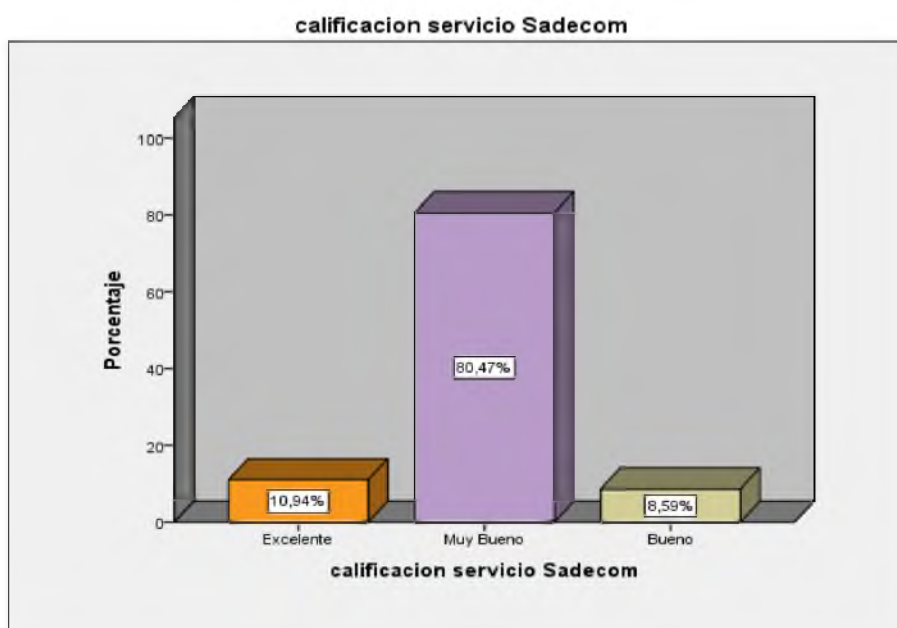 calificacion servicio Sadecom
Porcentaje
100
80
60
40
20
0
10,94%
80,47%
8,59%
Excelente
Muy Bueno
Bueno
calificacion servicio Sadecom